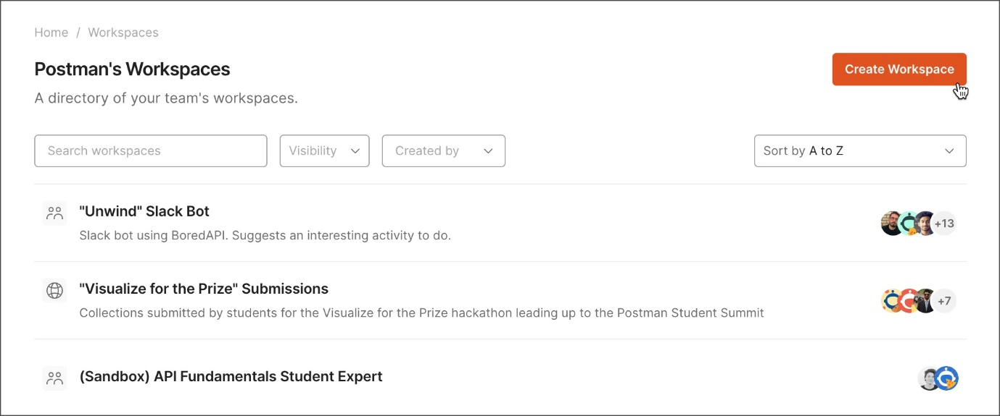 Home / Workspaces
Postman's Workspaces
Create Workspace
A directory of your team's workspaces.
Search workspaces
Visibility
Created by
Sort by A to Z
"Unwind" Slack Bot
Slack bot using BoredAPI. Suggests an interesting activity to do.
+13
"Visualize for the Prize" Submissions
Collections submitted by students for the Visualize for the Prize hackathon leading up to the Postman Student Summit
+7
(Sandbox) API Fundamentals Student Expert